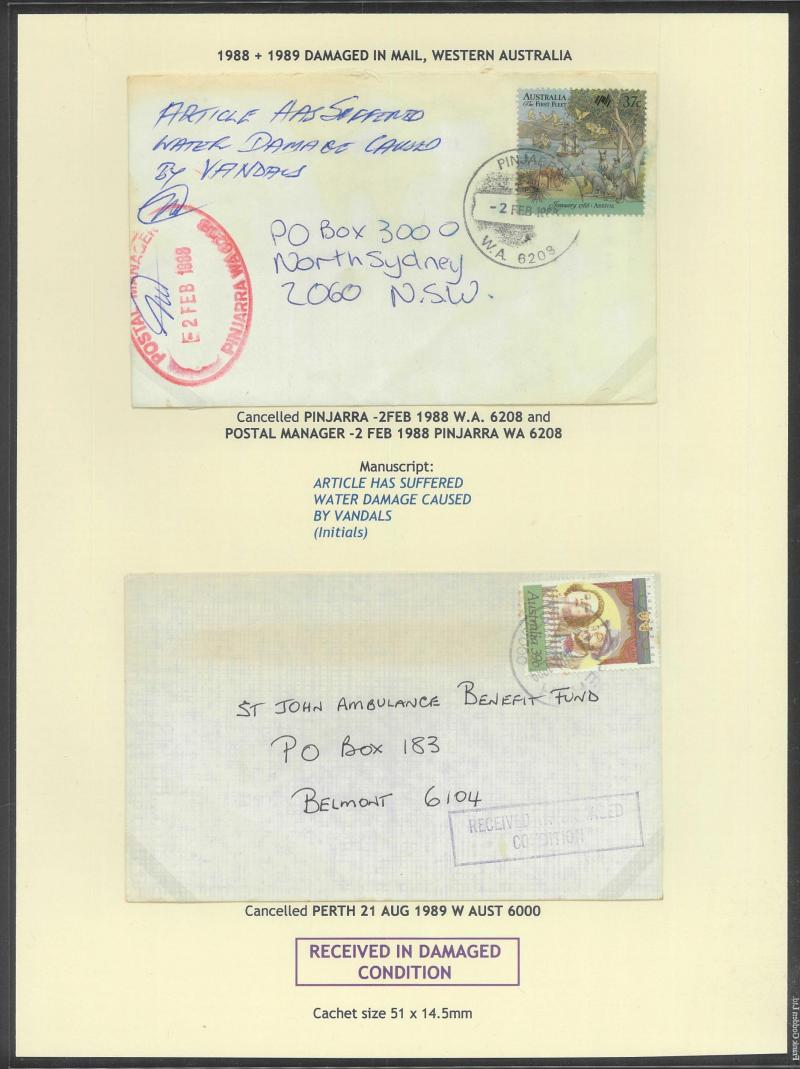 1988 + 1989 DAMAGED IN MAIL, WESTERN AUSTRALIA
ARTICLE HAS SUFFERED
WATER DAMAGE CAUSED
BY VANDALS
AUSTRALIA
The FIRST FLEET
37c
January 1788
PINJARRA
-2 FEB 1988
W.A. 6208
POSTAL MANAGER
-2 FEB 1988
PINJARRA WA 6208
PO Box 3000
North Sydney
2060 N.S.W.
Cancelled PINJARRA -2FEB 1988 W.A. 6208 and
POSTAL MANAGER -2 FEB 1988 PINJARRA WA 6208
Manuscript:
ARTICLE HAS SUFFERED
WATER DAMAGE CAUSED
BY VANDALS
(Initials)
Australia 39c
ST JOHN AMBULANCE BENEFIT FUND
PO BOX 183
BELMONT 6104
RECEIVED IN DAMAGED
CONDITION
Cancelled PERTH 21 AUG 1989 W AUST 6000
RECEIVED IN DAMAGED
CONDITION
Cachet size 51 x 14.5mm
Frank Godden Ltd.